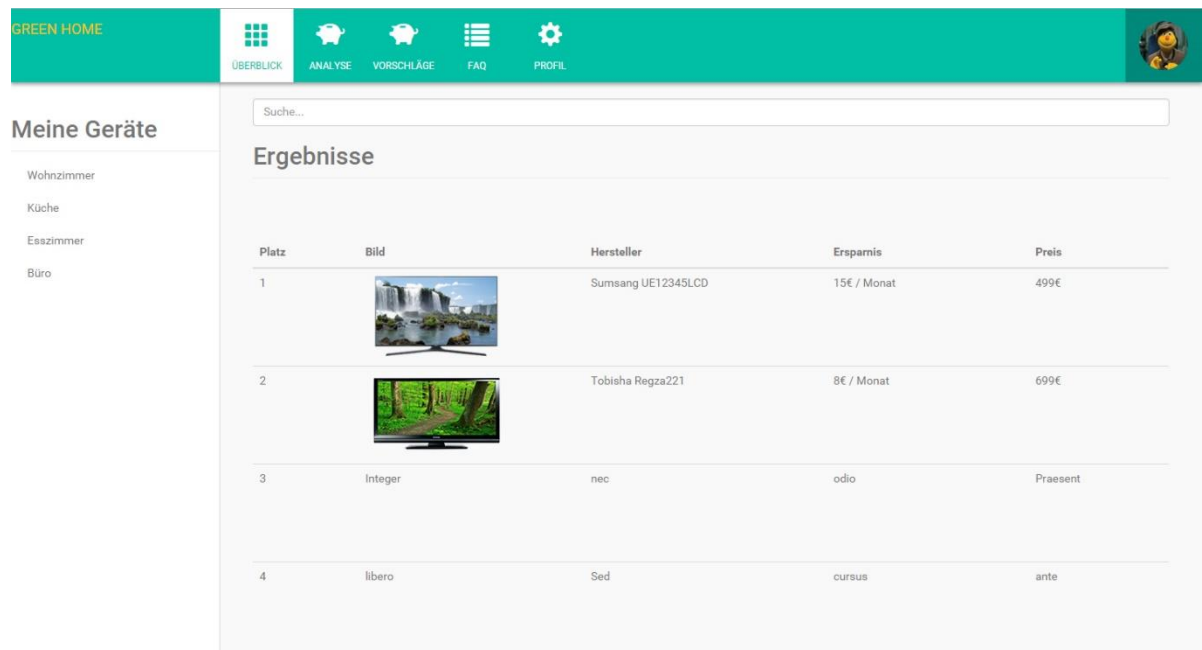 GREEN HOME
ÜBERBLICK
ANALYSE
VORSCHLÄGE
FAQ
PROFIL
Meine Geräte
Wohnzimmer
Küche
Esszimmer
Büro
Suche...
Ergebnisse
Platz Bild Hersteller Ersparnis Preis
1 Sumsang UE12345LCD 15€ / Monat 499€
2 Tobisha Regza221 8€ / Monat 699€
3 Integer nec odio Praesent
4 libero Sed cursus ante